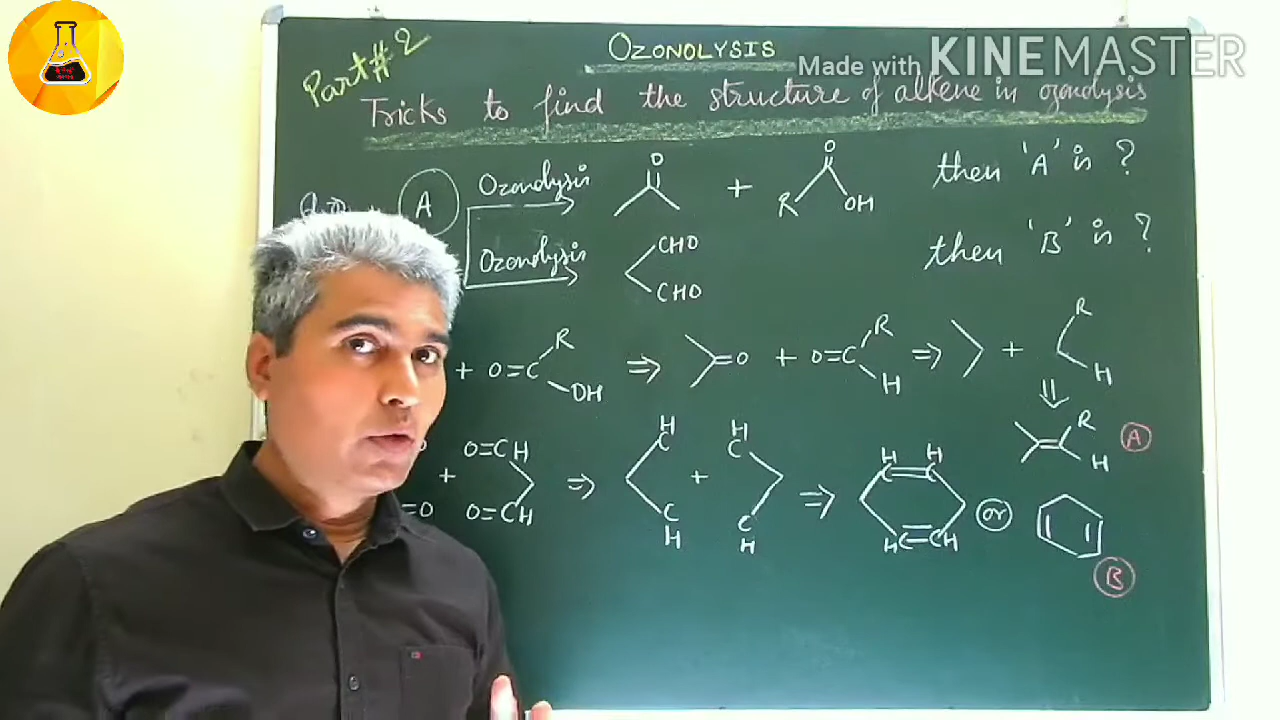 Part # 2
OZONOLYSIS
Made with KINEMASTER
Tricks to find the structure of alkene in ozonolysis
A Ozonolysis O + O R OH then 'A' is ?
Ozonolysis CHO CHO then 'B' is ?
+ O=C R OH ⇒ =O + O=C R H ⇒ + R H
⇓
R H A
+ O=CH O=CH ⇒ H C C H + H C C H ⇒ H C=C H H C=C H or
=O
B